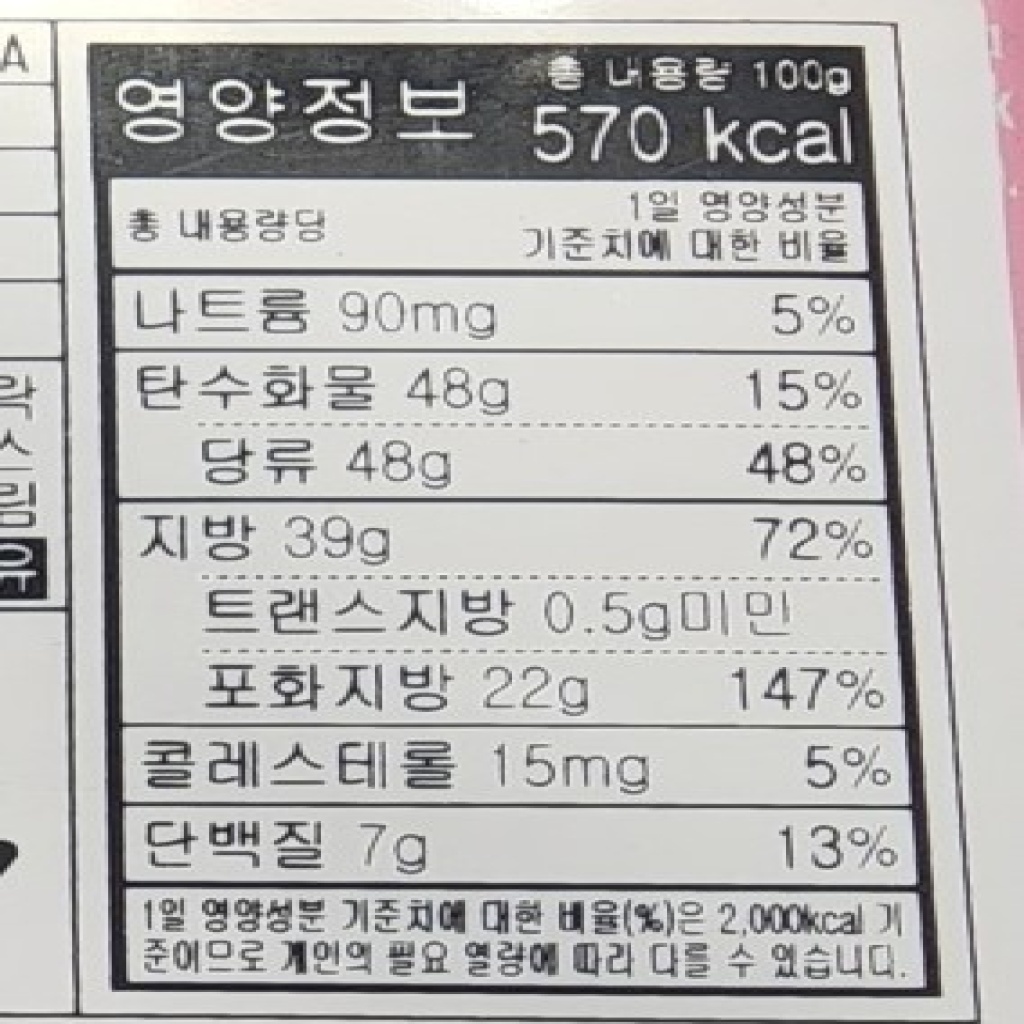 A
영양정보
총 내용량 100g
570 kcal
총 내용량당
1일 영양성분
기준치에 대한 비율
나트륨 90mg 5%
탄수화물 48g 15%
당류 48g 48%
지방 39g 72%
트랜스지방 0.5g미만
포화지방 22g 147%
콜레스테롤 15mg 5%
단백질 7g 13%
1일 영양성분 기준치에 대한 비율(%)은 2,000kcal 기
준이므로 개인의 필요 열량에 따라 다를 수 있습니다.
림
유